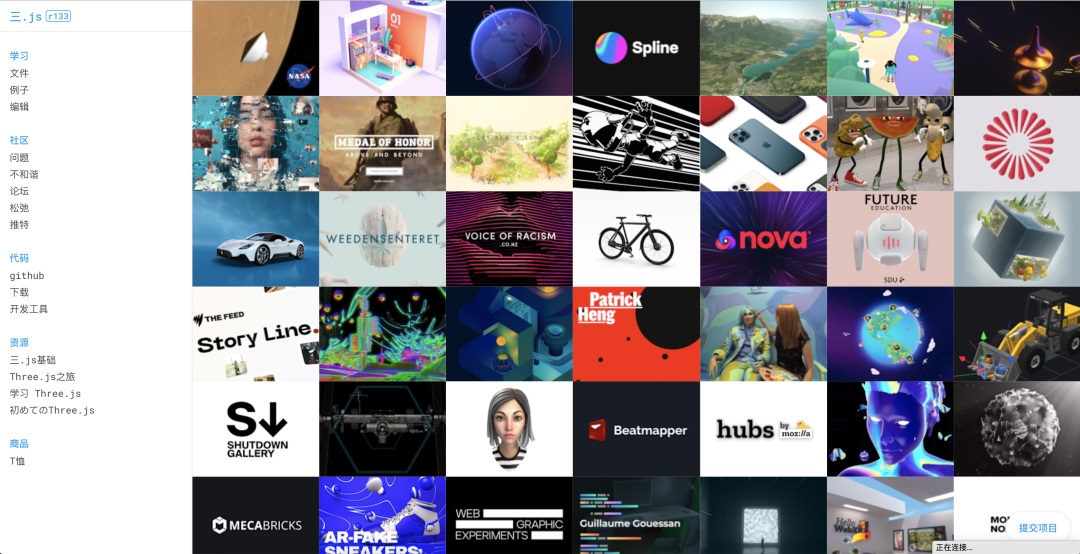 三.js r133
学习
文件
例子
编辑
社区
问题
不和谐
论坛
松弛
推特
代码
github
下载
开发工具
资源
三.js基础
Three.js之旅
学习 Three.js
初めてのThree.js
商品
T恤
NASA
01
Spline
MEDAL OF HONOR
ABOVE AND BEYOND
WEEDENSENTERET
VOICE OF RACISM
.CO.NZ
nova
FUTURE
EDUCATION
SDU
THE FEED
Story Line.
Patrick
Heng
S↓
SHUTDOWN
GALLERY
Beatmapper
hubs by
moz://a
MECABRICKS
AR-FAKE
SNEAKERS:
WEB
GRAPHIC
EXPERIMENTS
Guillaume Gouessan
Hello
WebXR
提交项目
正在连接...